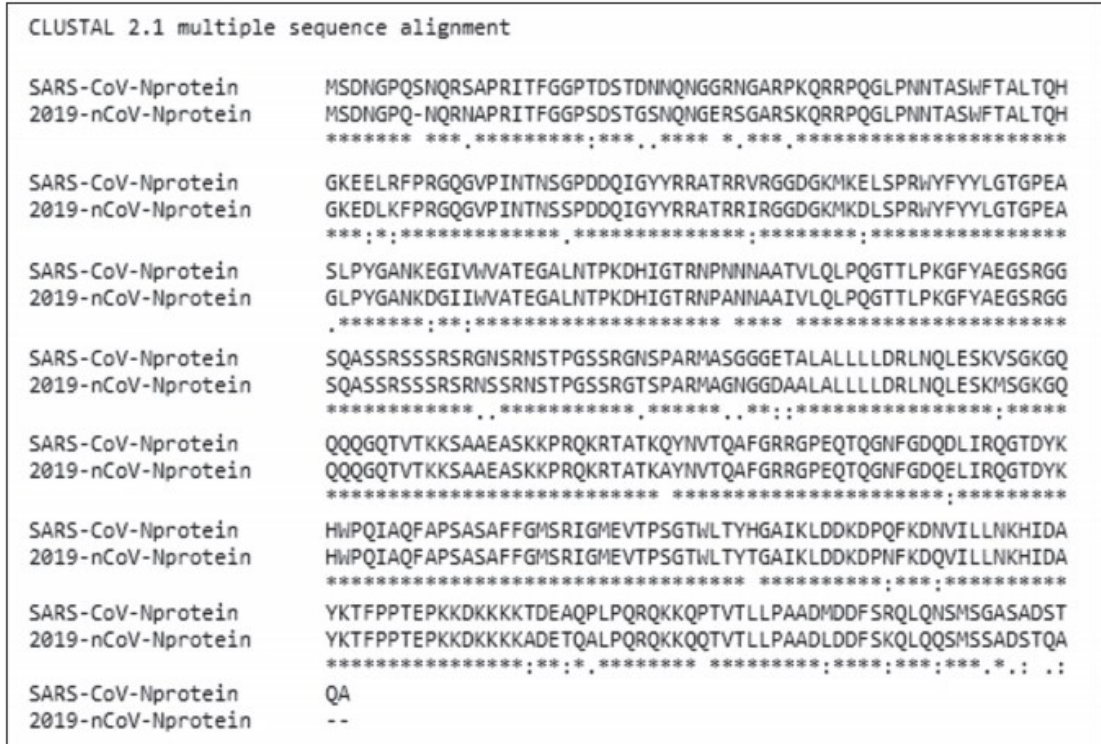 CLUSTAL 2.1 multiple sequence alignment
SARS-CoV-Nprotein MSDNGPQSNQRSAPRITFGGPTDSTDNNQNGGRNGARPKQRRPQGLPNNTASWFTALTQH
2019-nCoV-Nprotein MSDNGPQ-NQRNAPRITFGGPSDSTGSNQNGERSGARSKQRRPQGLPNNTASWFTALTQH
******* ***.*********:***..**** *.***.**********************
SARS-CoV-Nprotein GKEELRFPRGQGVPINTNSGPDDQIGYYRRATRRVRGGDGKMKELSPRWYFYYLGTGPEA
2019-nCoV-Nprotein GKEDLKFPRGQGVPINTNSSPDDQIGYYRRATRRIRGGDGKMKDLSPRWYFYYLGTGPEA
***:*:*************.**************:********:****************
SARS-CoV-Nprotein SLPYGANKEGIVWVATEGALNTPKDHIGTRNPNNNAATVLQLPQGTTLPKGFYAEGSRGG
2019-nCoV-Nprotein GLPYGANKDGIIWVATEGALNTPKDHIGTRNPANNAAIVLQLPQGTTLPKGFYAEGSRGG
.*******:**:******************** **** **********************
SARS-CoV-Nprotein SQASSRSSSRSRGNSRNSTPGSSRGNSPARMASGGGETALALLLLDRLNQLESKVSGKGQ
2019-nCoV-Nprotein SQASSRSSSRSRNSSRNSTPGSSRGTSPARMAGNGGDAALALLLLDRLNQLESKMSGKGQ
************..***********.******..**::****************:*****
SARS-CoV-Nprotein QQQGQTVTKKSAAEASKKPRQKRTATKQYNVTQAFGRRGPEQTQGNFGDQDLIRQGTDYK
2019-nCoV-Nprotein QQQGQTVTKKSAAEASKKPRQKRTATKAYNVTQAFGRRGPEQTQGNFGDQELIRQGTDYK
*************************** **********************:*********
SARS-CoV-Nprotein HWPQIAQFAPSASAFFGMSRIGMEVTPSGTWLTYHGAIKLDDKDPQFKDNVILLNKHIDA
2019-nCoV-Nprotein HWPQIAQFAPSASAFFGMSRIGMEVTPSGTWLTYTGAIKLDDKDPNFKDQVILLNKHIDA
********************************** **********:***:**********
SARS-CoV-Nprotein YKTFPPTEPKKDKKKKTDEAQPLPQRQKKQPTVTLLPAADMDDFSRQLQNSMSGASADST
2019-nCoV-Nprotein YKTFPPTEPKKDKKKKADETQALPQRQKKQQTVTLLPAADLDDFSKQLQQSMSSADSTQA
****************:**:*.******** *********:****:***:***.*.: .:
SARS-CoV-Nprotein QA
2019-nCoV-Nprotein --